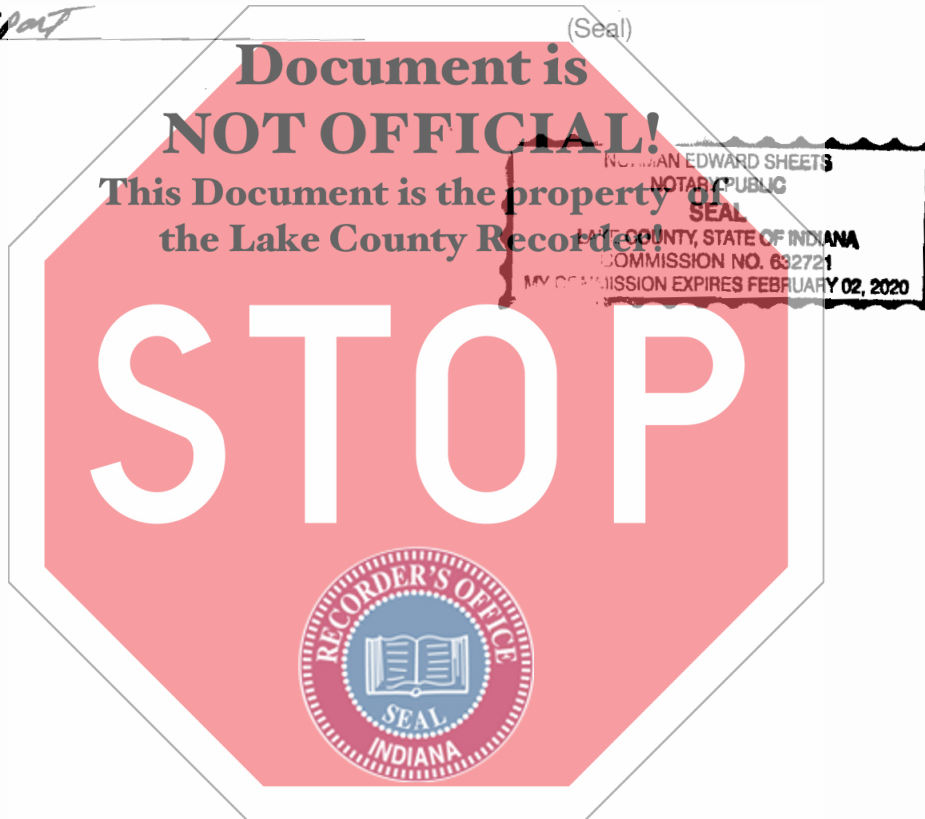 (Seal)
Document is
NOT OFFICIAL!
This Document is the property of
the Lake County Recorder!
NORMAN EDWARD SHEETS
NOTARY PUBLIC
SEAL
LAKE COUNTY, STATE OF INDIANA
COMMISSION NO. 632721
MY COMMISSION EXPIRES FEBRUARY 02, 2020
STOP
RECORDER'S OFFICE
SEAL
INDIANA